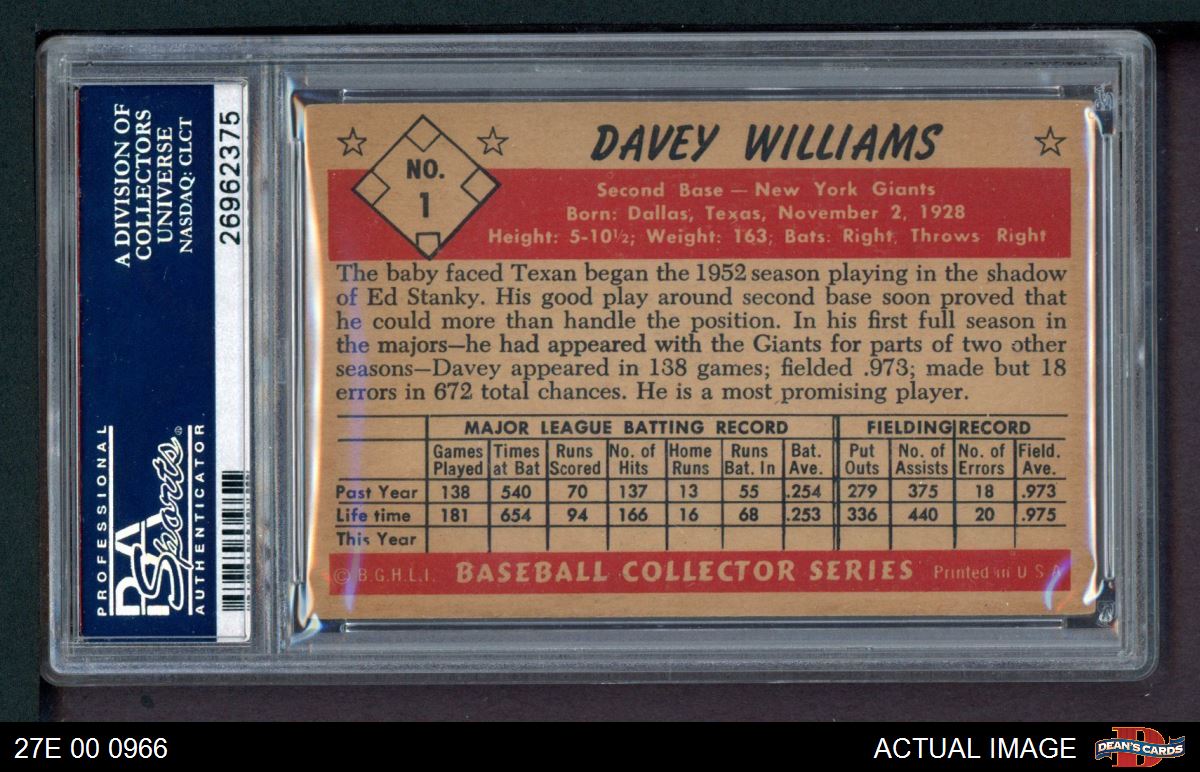 A DIVISION OF
COLLECTORS
UNIVERSE
NASDAQ: CLCT
26962375
PROFESSIONAL
PSA
Sports
AUTHENTICATOR
NO.
1
DAVEY WILLIAMS
Second Base — New York Giants
Born: Dallas, Texas, November 2, 1928
Height: 5-10½; Weight: 163; Bats: Right, Throws Right
The baby faced Texan began the 1952 season playing in the shadow
of Ed Stanky. His good play around second base soon proved that
he could more than handle the position. In his first full season in
the majors—he had appeared with the Giants for parts of two other
seasons—Davey appeared in 138 games; fielded .973; made but 18
errors in 672 total chances. He is a most promising player.
MAJOR LEAGUE BATTING RECORD FIELDING RECORD
Games Times Runs No. of Home Runs Bat. Put No. of No. of Field.
Played at Bat Scored Hits Runs Bat. In Ave. Outs Assists Errors Ave.
Past Year 138 540 70 137 13 55 .254 279 375 18 .973
Life time 181 654 94 166 16 68 .253 336 440 20 .975
This Year
© B.G.H.L.I. BASEBALL COLLECTOR SERIES Printed in U S A
27E 00 0966 ACTUAL IMAGE DEAN'S CARDS